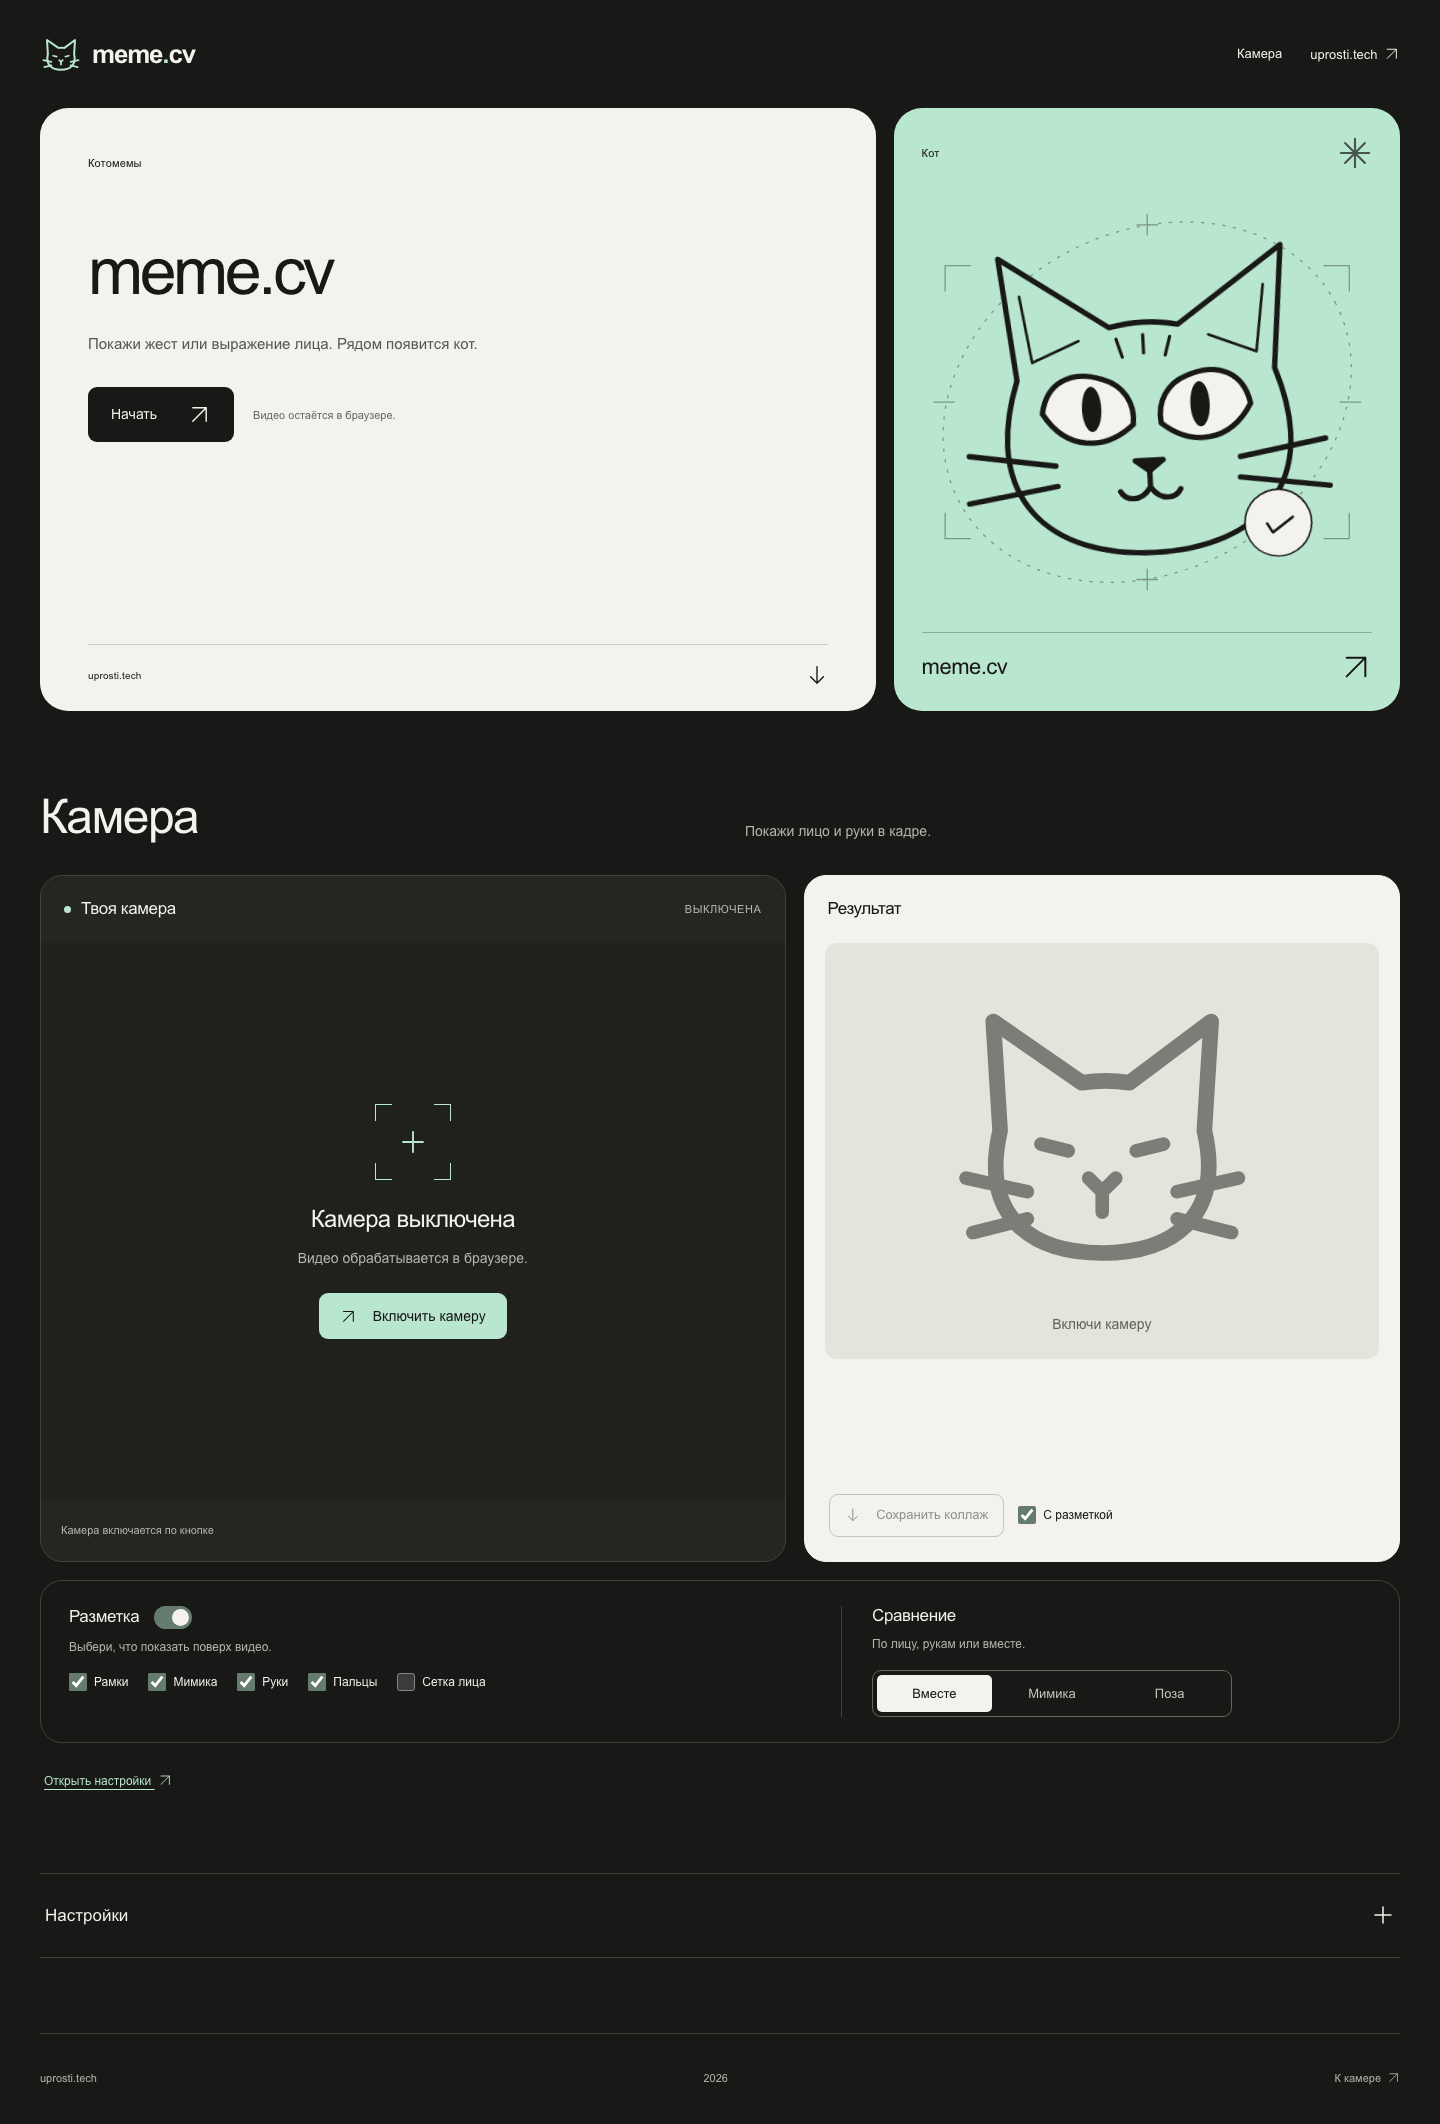 meme.cv
Камера
uprosti.tech
Котомемы
meme.cv
Покажи жест или выражение лица. Рядом появится кот.
Начать
Видео остаётся в браузере.
uprosti.tech
Кот
meme.cv
Камера
Покажи лицо и руки в кадре.
Твоя камера
ВЫКЛЮЧЕНА
Камера выключена
Видео обрабатывается в браузере.
Включить камеру
Камера включается по кнопке
Результат
Включи камеру
Сохранить коллаж
С разметкой
Разметка
Выбери, что показать поверх видео.
Рамки
Мимика
Руки
Пальцы
Сетка лица
Сравнение
По лицу, рукам или вместе.
Вместе
Мимика
Поза
Открыть настройки
Настройки
uprosti.tech
2026
К камере